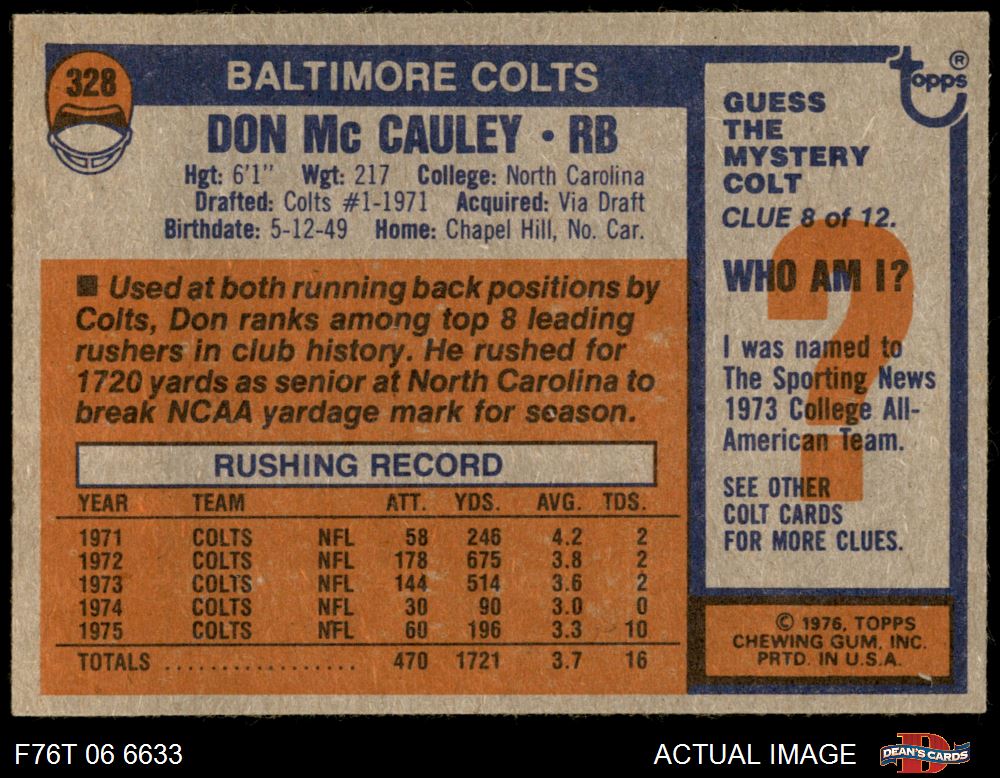 328
BALTIMORE COLTS
DON Mc CAULEY • RB
Hgt: 6'1" Wgt: 217 College: North Carolina
Drafted: Colts #1-1971 Acquired: Via Draft
Birthdate: 5-12-49 Home: Chapel Hill, No. Car.
■ Used at both running back positions by
Colts, Don ranks among top 8 leading
rushers in club history. He rushed for
1720 yards as senior at North Carolina to
break NCAA yardage mark for season.
RUSHING RECORD
YEAR TEAM ATT. YDS. AVG. TDS.
1971 COLTS NFL 58 246 4.2 2
1972 COLTS NFL 178 675 3.8 2
1973 COLTS NFL 144 514 3.6 2
1974 COLTS NFL 30 90 3.0 0
1975 COLTS NFL 60 196 3.3 10
TOTALS .................. 470 1721 3.7 16
topps ®
GUESS
THE
MYSTERY
COLT
CLUE 8 of 12.
?
WHO AM I?
I was named to
The Sporting News
1973 College All-
American Team.
SEE OTHER
COLT CARDS
FOR MORE CLUES.
© 1976, TOPPS
CHEWING GUM, INC.
PRTD. IN U.S.A.
F76T 06 6633
ACTUAL IMAGE
D
DEAN'S CARDS